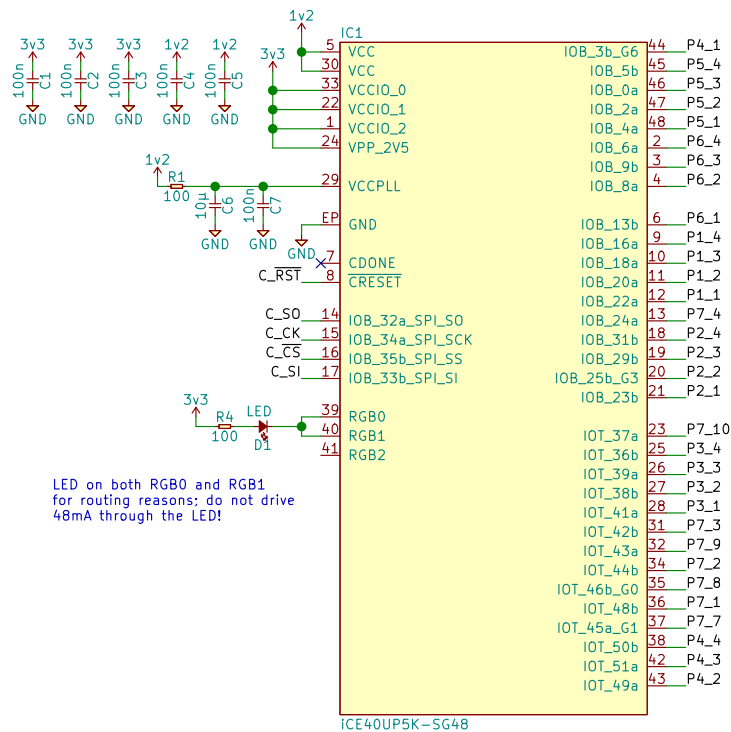 3v3
3v3
3v3
1v2
1v2
100n
C1
100n
C2
100n
C3
100n
C4
100n
C5
GND
GND
GND
GND
GND
1v2
3v3
1v2
R1
100
10µ
C6
100n
C7
GND
GND
GND
C_RST
C_SO
C_CK
C_CS
C_SI
3v3
R4
100
LED
D1
LED on both RGB0 and RGB1
for routing reasons; do not drive
48mA through the LED!
IC1
5 VCC
30 VCC
33 VCCIO_0
22 VCCIO_1
1 VCCIO_2
24 VPP_2V5
29 VCCPLL
EP GND
7 CDONE
8 CRESET
14 IOB_32a_SPI_SO
15 IOB_34a_SPI_SCK
16 IOB_35b_SPI_SS
17 IOB_33b_SPI_SI
39 RGB0
40 RGB1
41 RGB2
IOB_3b_G6 44 P4_1
IOB_5b 45 P5_4
IOB_0a 46 P5_3
IOB_2a 47 P5_2
IOB_4a 48 P5_1
IOB_6a 2 P6_4
IOB_9b 3 P6_3
IOB_8a 4 P6_2
IOB_13b 6 P6_1
IOB_16a 9 P1_4
IOB_18a 10 P1_3
IOB_20a 11 P1_2
IOB_22a 12 P1_1
IOB_24a 13 P7_4
IOB_31b 18 P2_4
IOB_29b 19 P2_3
IOB_25b_G3 20 P2_2
IOB_23b 21 P2_1
IOT_37a 23 P7_10
IOT_36b 25 P3_4
IOT_39a 26 P3_3
IOT_38b 27 P3_2
IOT_41a 28 P3_1
IOT_42b 31 P7_3
IOT_43a 32 P7_9
IOT_44b 34 P7_2
IOT_46b_G0 35 P7_8
IOT_48b 36 P7_1
IOT_45a_G1 37 P7_7
IOT_50b 38 P4_4
IOT_51a 42 P4_3
IOT_49a 43 P4_2
iCE40UP5K-SG48